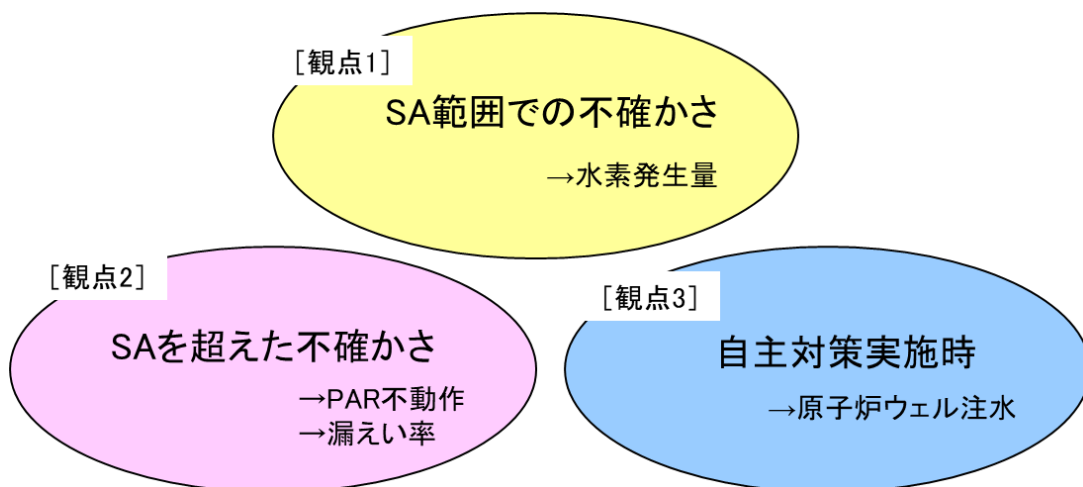 ［観点1］
SA範囲での不確かさ
→水素発生量
［観点2］
SAを超えた不確かさ
→PAR不動作
→漏えい率
［観点3］
自主対策実施時
→原子炉ウェル注水